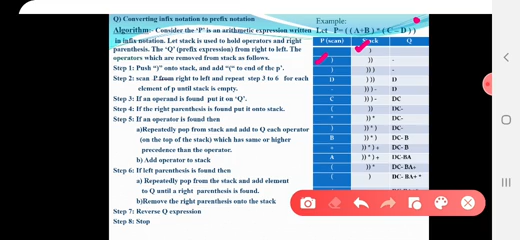 Q) Converting infix notation to prefix notation
Algorithm – Consider the ‘P’ is an arithmetic expression written
in infix notation. Let stack is used to hold operators and right
parenthesis. The ‘Q’ (prefix expression) from right to left. The
operators which are removed from stack as follows.
Step 1: Push “)” onto stack, and add “(“ to end of the p’.
Step 2: scan P from right to left and repeat step 3 to 6 for each
element of p until stack is empty.
Step 3: If an operand is found put it on ‘Q’.
Step 4: If the right parenthesis is found put it onto stack.
Step 5: If an operator is found then
a)Repeatedly pop from stack and add to Q each operator
(on the top of the stack) which has same or higher
precedence than the operator.
b) Add operator to stack
Step 6: If left parenthesis is found then
a) Repeatedly pop from the stack and add element
to Q until a right parenthesis is found.
b)Remove the right parenthesis onto the stack
Step 7: Reverse Q expression
Step 8: Stop
Example:
Let P= ( ( A+B ) * ( C – D ) )
P (scan) Stack Q
)
) )) -
) )) ) -
D ) )) D
- )) ) - D
C )) ) - DC
( )) DC-
* )) * DC-
) )) * ) DC-
B )) * ) DC- B
+ )) * ) + DC- B
A )) * ) + DC-BA
)) * DC- BA+
( ) DC- BA+ *